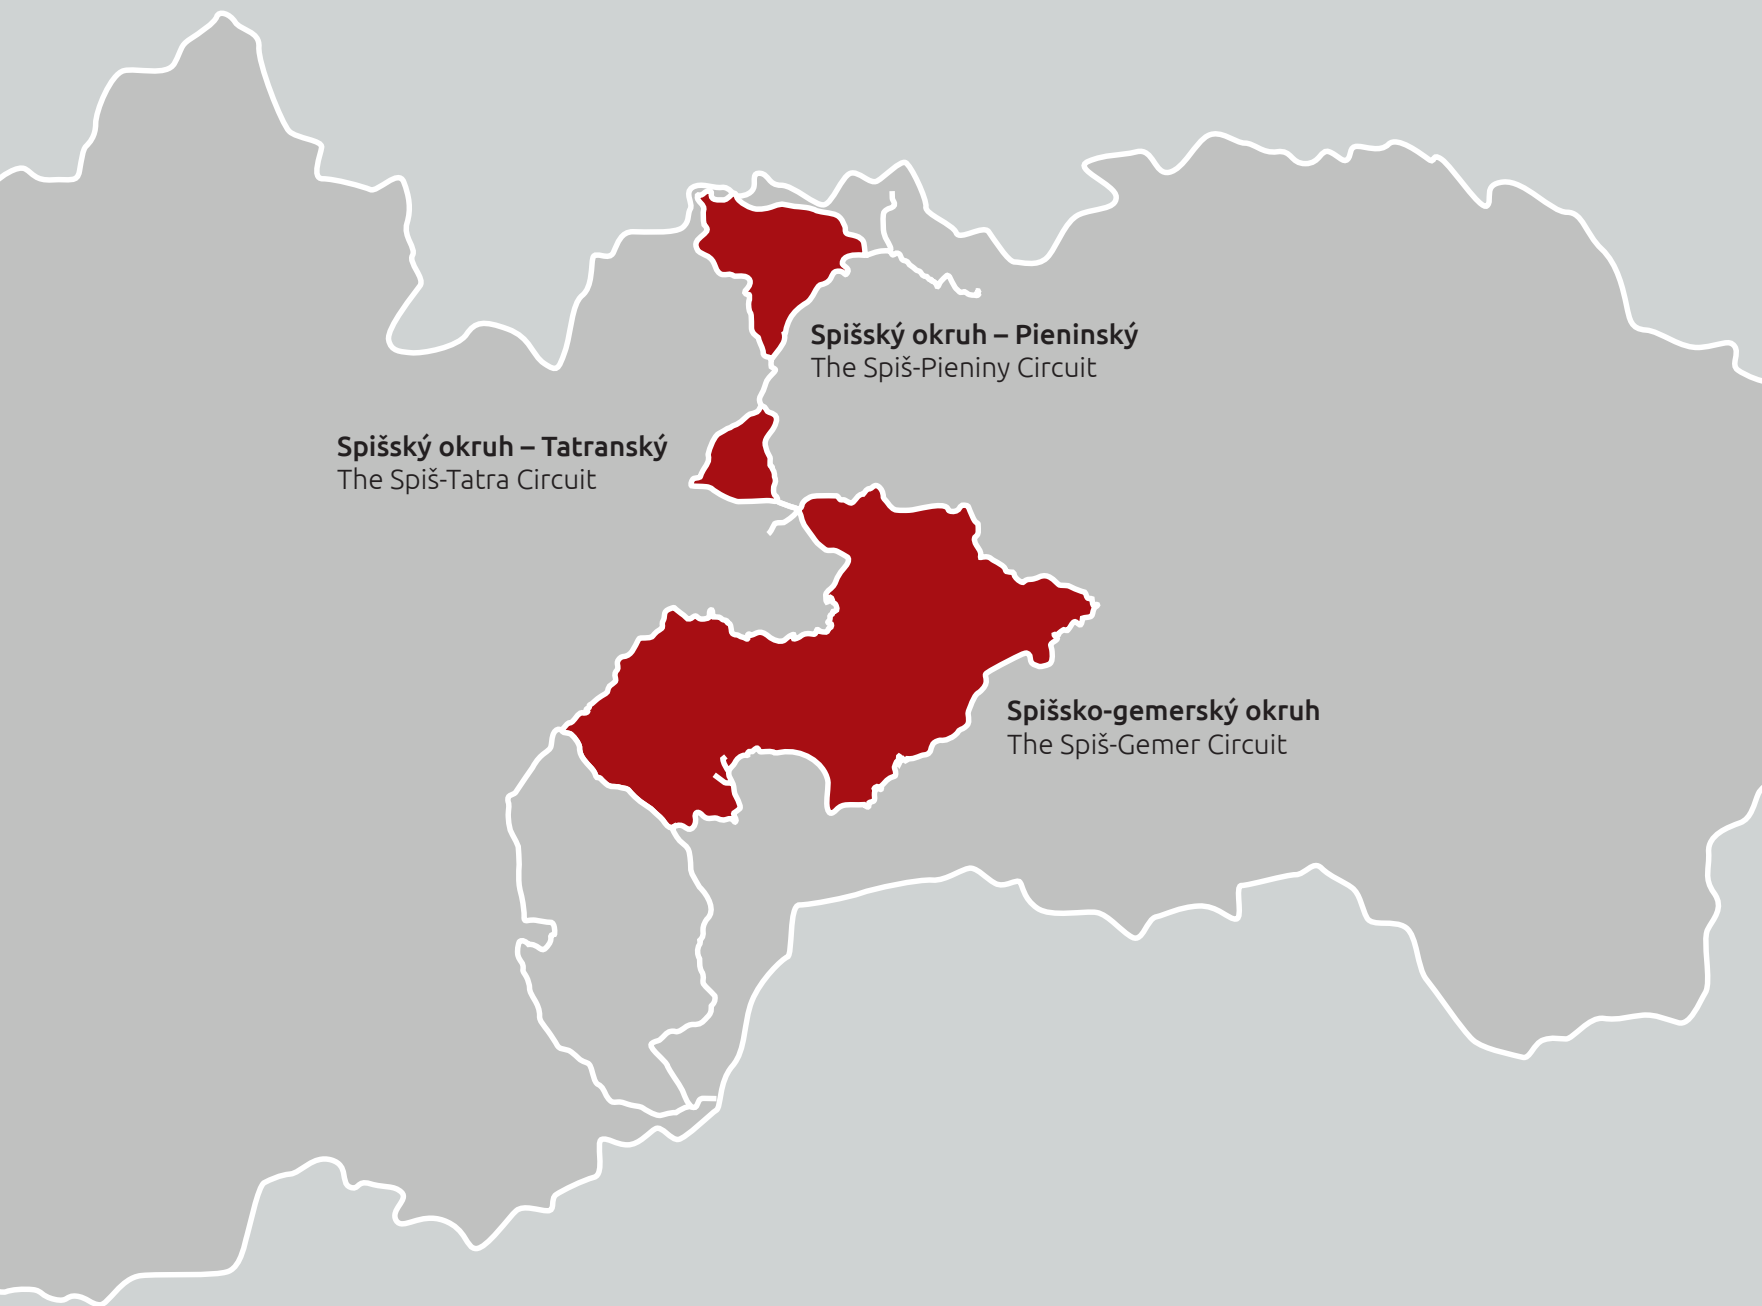 Spišský okruh – Pieninský
The Spiš-Pieniny Circuit
Spišský okruh – Tatranský
The Spiš-Tatra Circuit
Spišsko-gemerský okruh
The Spiš-Gemer Circuit